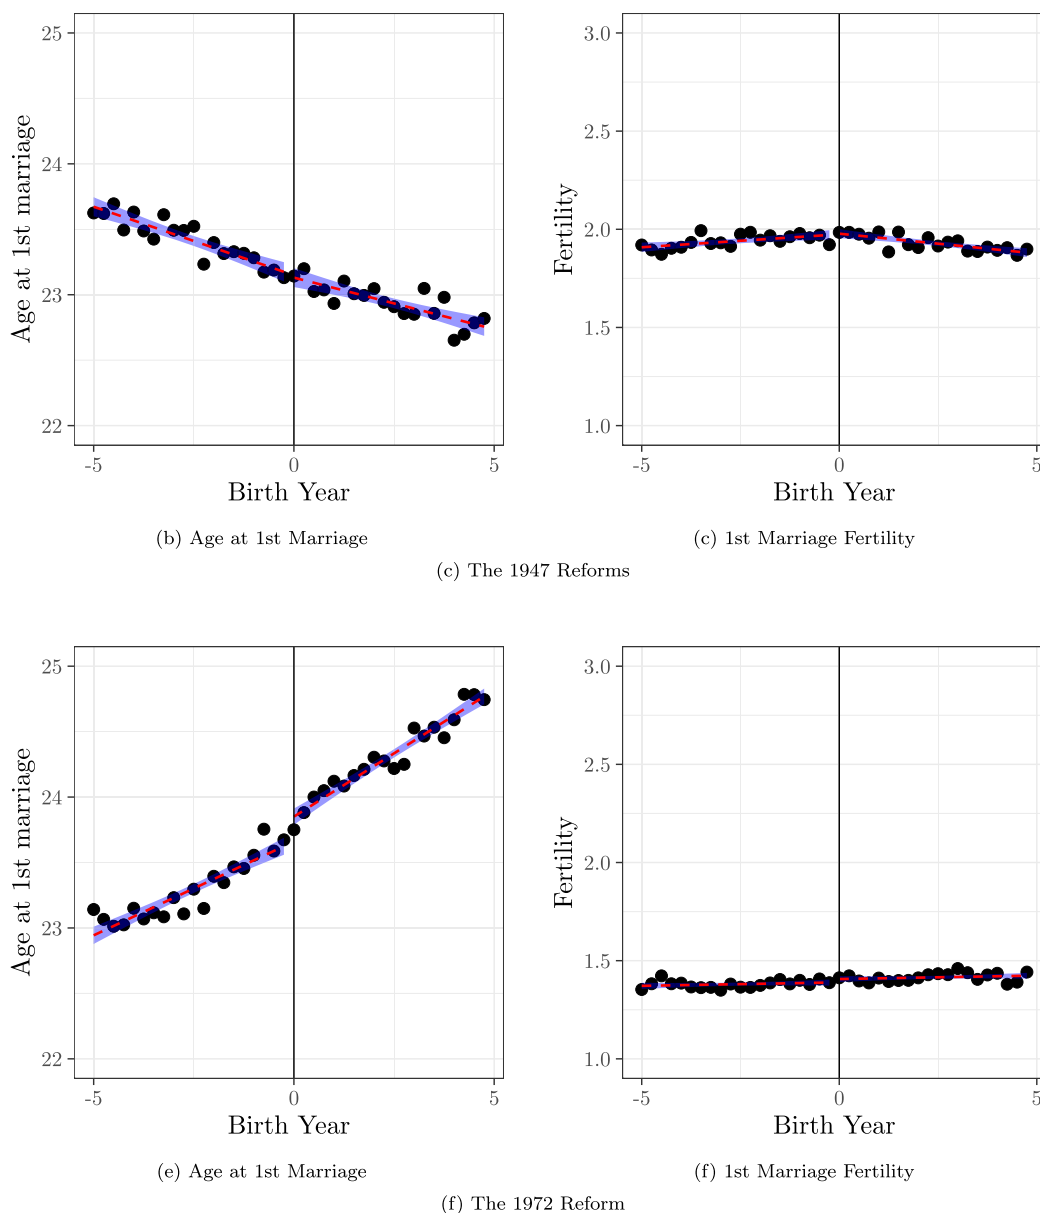 25
24
23
22
Age at 1st marriage
-5
0
5
Birth Year
3.0
2.5
2.0
1.5
1.0
Fertility
-5
0
5
Birth Year
(b) Age at 1st Marriage
(c) 1st Marriage Fertility
(c) The 1947 Reforms
25
24
23
22
Age at 1st marriage
-5
0
5
Birth Year
3.0
2.5
2.0
1.5
1.0
Fertility
-5
0
5
Birth Year
(e) Age at 1st Marriage
(f) 1st Marriage Fertility
(f) The 1972 Reform